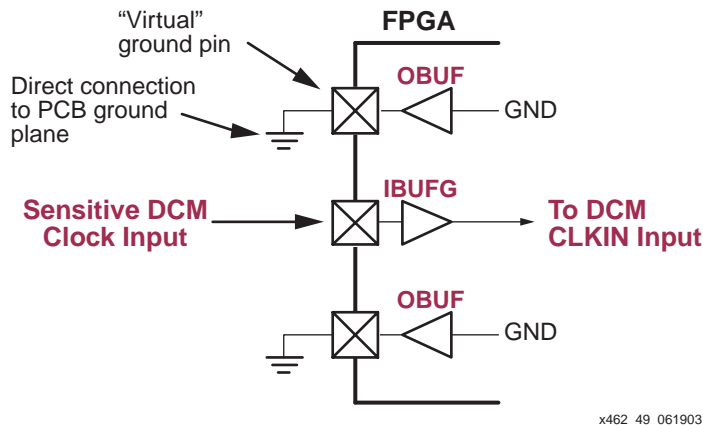 “Virtual”
ground pin
FPGA
Direct connection
to PCB ground
plane
OBUF
GND
IBUFG
Sensitive DCM
Clock Input
To DCM
CLKIN Input
OBUF
GND
x462_49_061903